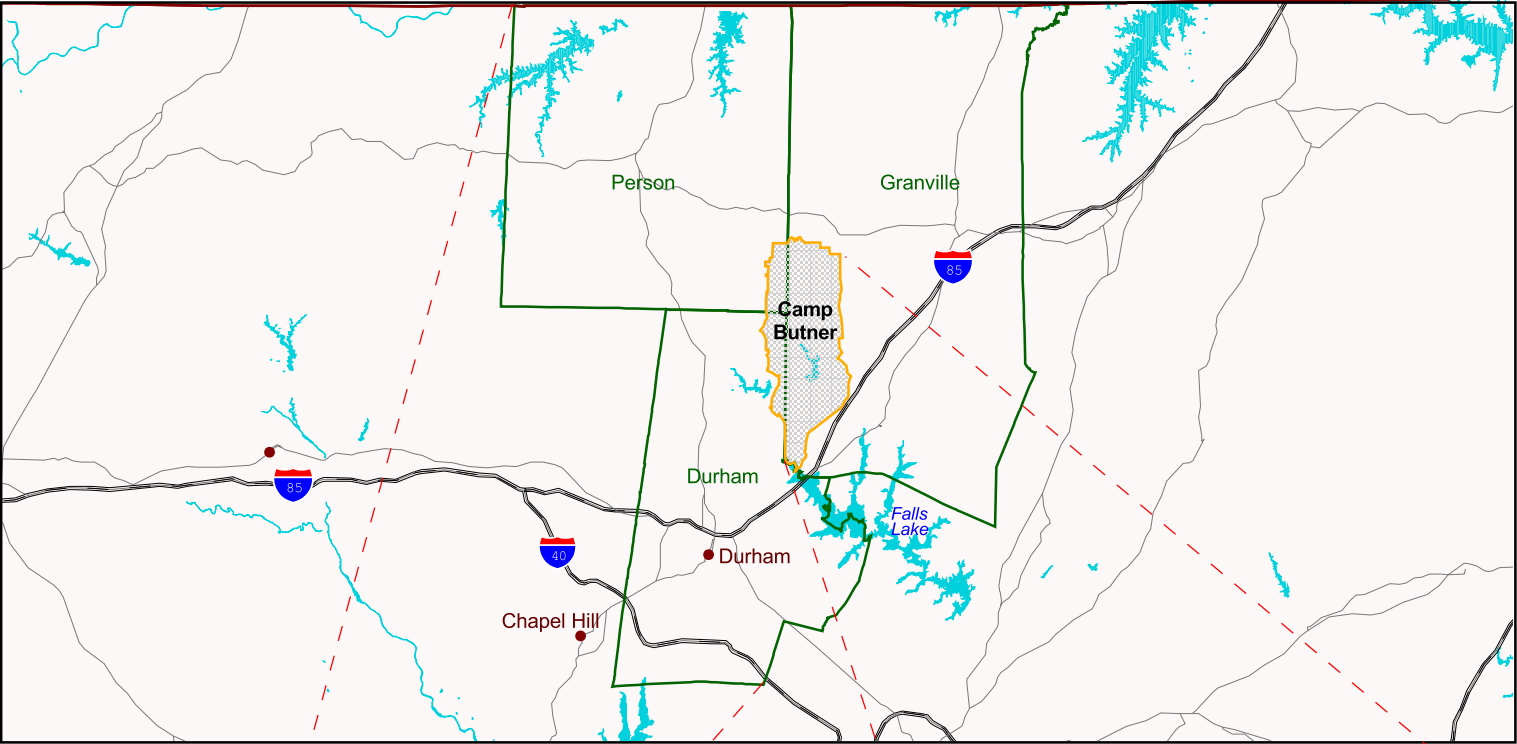 Person
Granville
85
Camp
Butner
Durham
85
Falls
Lake
40
Durham
Chapel Hill